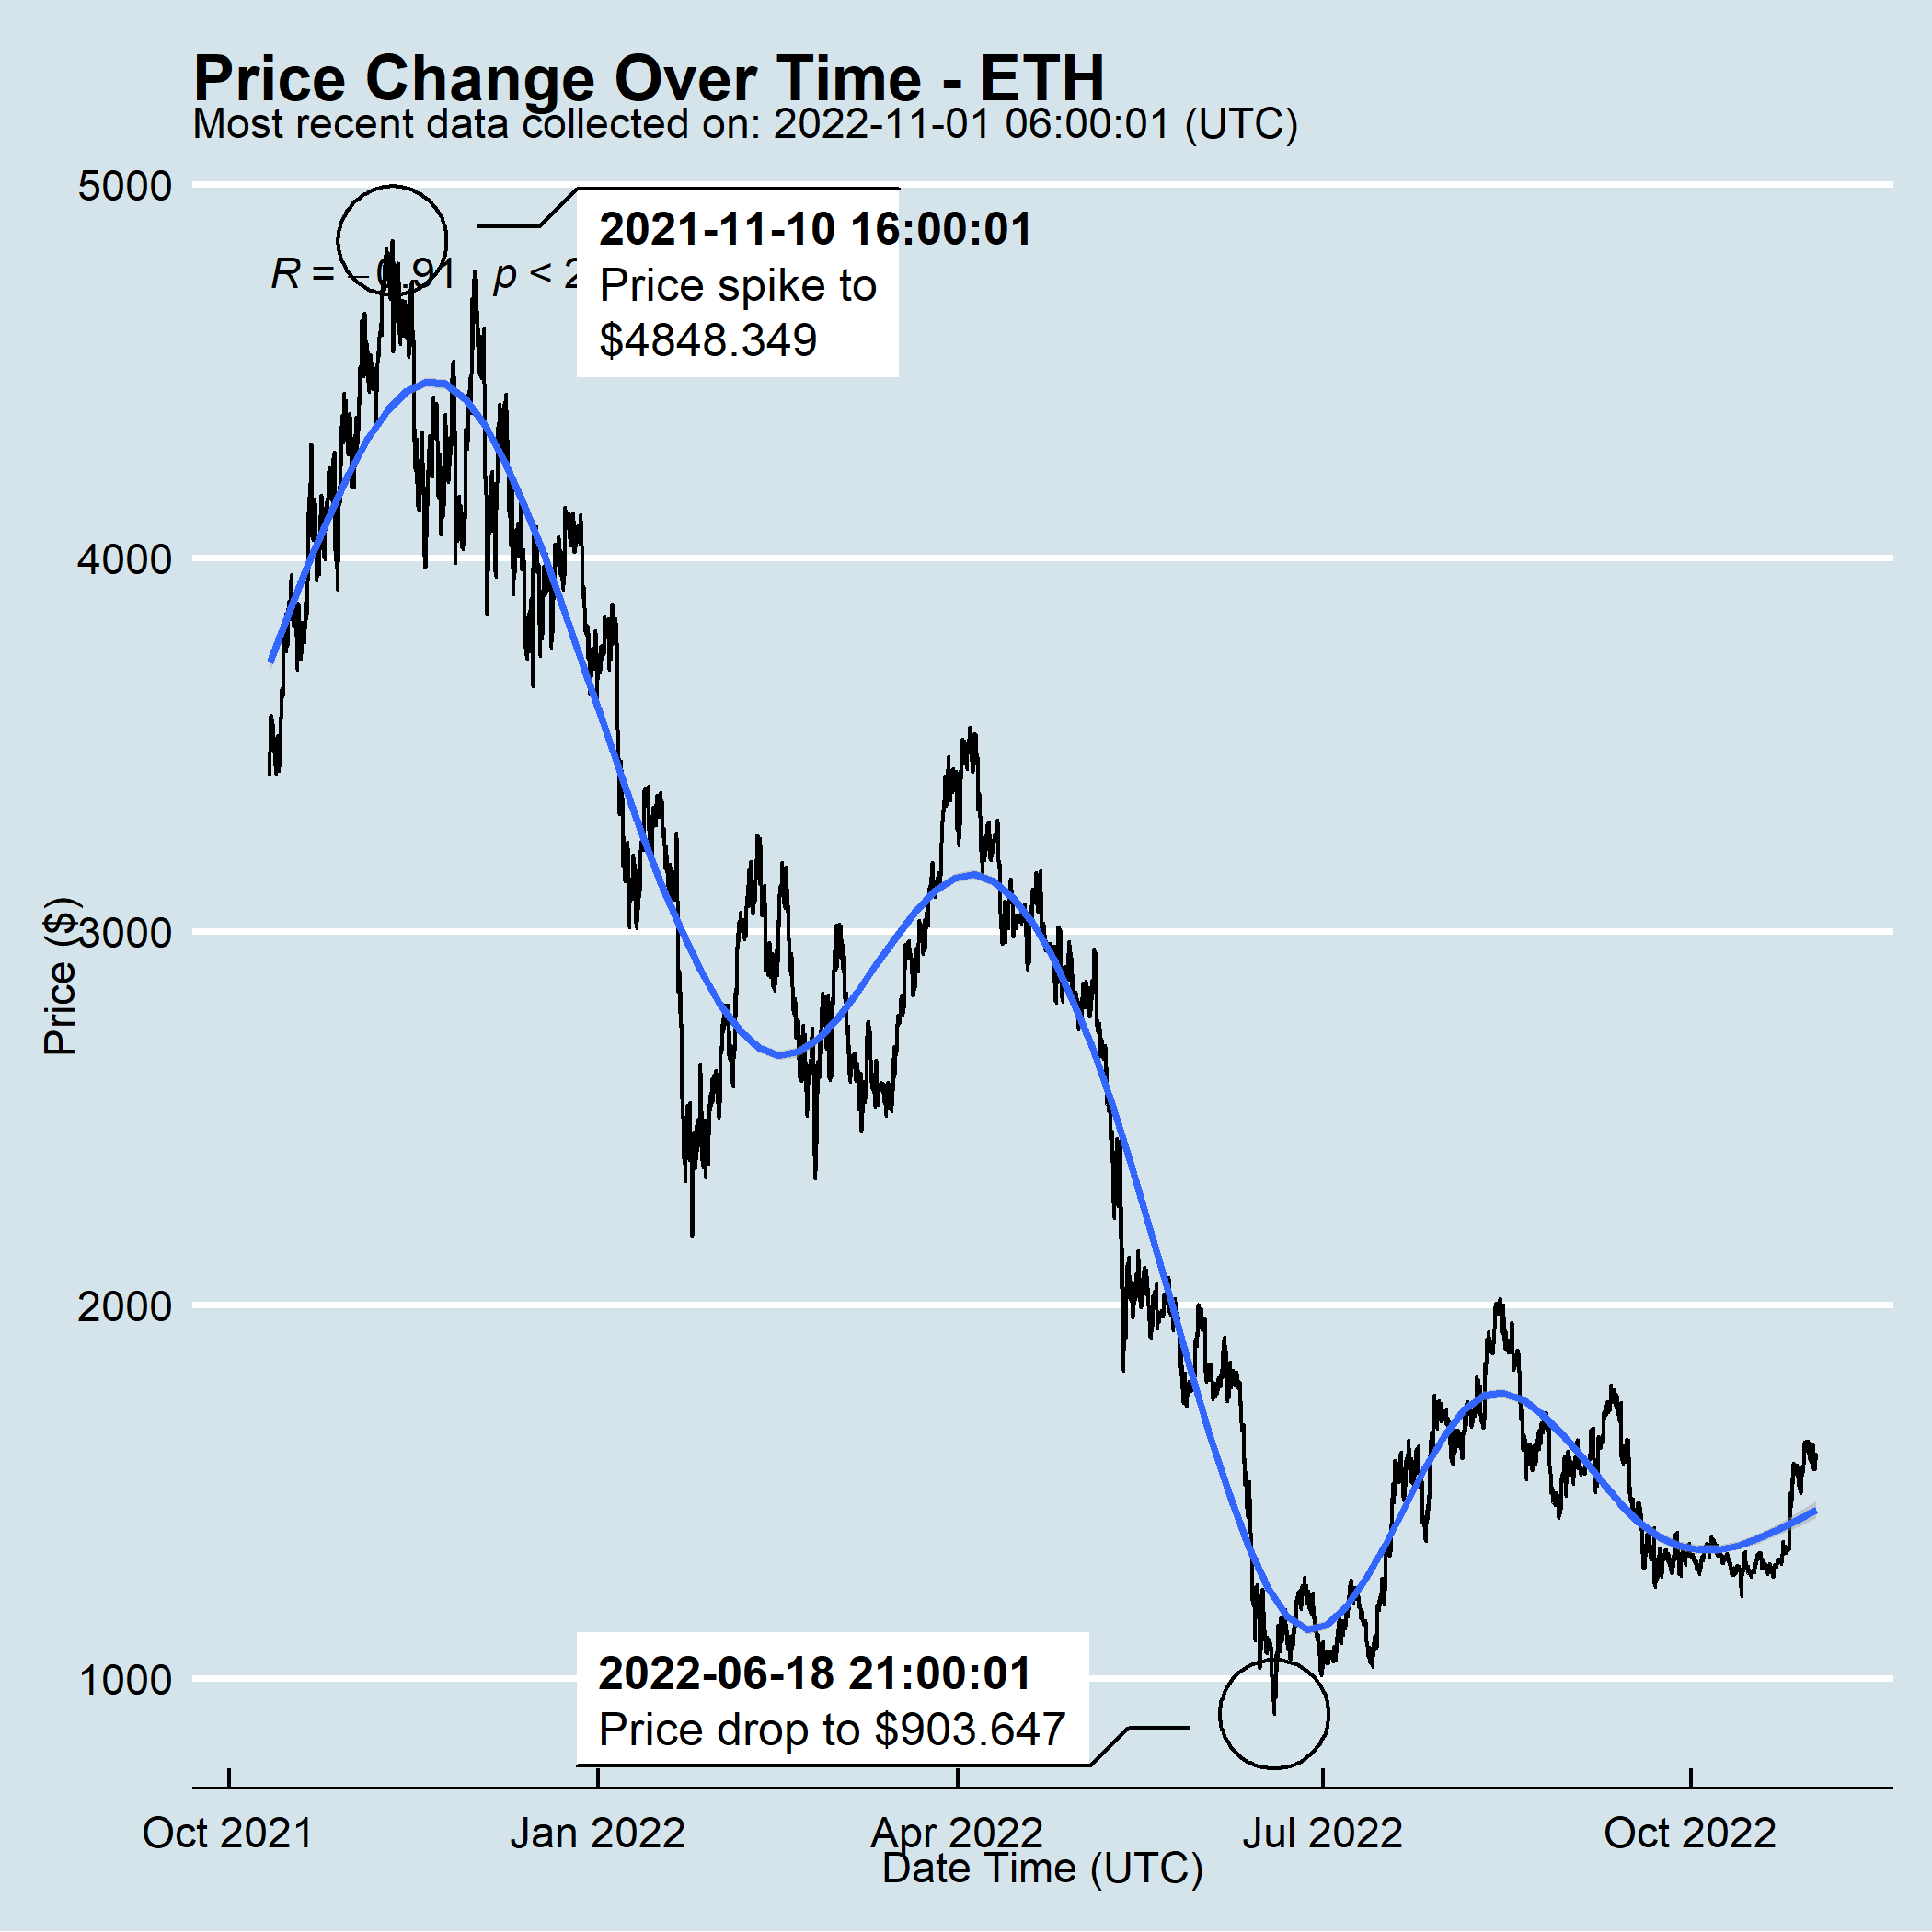 Price Change Over Time - ETH
Most recent data collected on: 2022-11-01 06:00:01 (UTC)
5000
4000
3000
2000
1000
Price ($)
R = −0.91 p < 2
2021-11-10 16:00:01
Price spike to
$4848.349
2022-06-18 21:00:01
Price drop to $903.647
Oct 2021
Jan 2022
Apr 2022
Jul 2022
Oct 2022
Date Time (UTC)